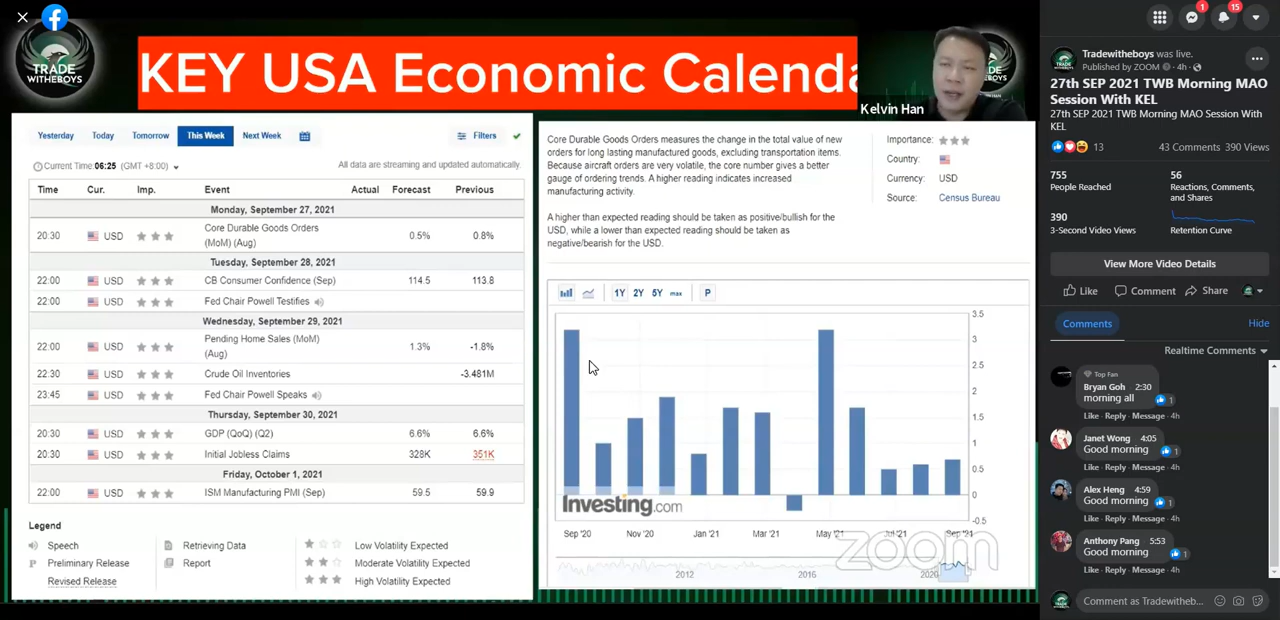 TRADE
WITHEBOYS
KEY USA Economic Calenda
Kelvin Han
Yesterday Today Tomorrow This Week Next Week Filters
Current Time: 06:25 (GMT +8:00) All data are streaming and updated automatically.
Time Cur. Imp. Event Actual Forecast Previous
Monday, September 27, 2021
20:30 USD Core Durable Goods Orders (MoM) (Aug) 0.5% 0.8%
Tuesday, September 28, 2021
22:00 USD CB Consumer Confidence (Sep) 114.5 113.8
22:00 USD Fed Chair Powell Testifies
Wednesday, September 29, 2021
22:00 USD Pending Home Sales (MoM) (Aug) 1.3% -1.8%
22:30 USD Crude Oil Inventories -3.481M
23:45 USD Fed Chair Powell Speaks
Thursday, September 30, 2021
20:30 USD GDP (QoQ) (Q2) 6.6% 6.6%
20:30 USD Initial Jobless Claims 328K 351K
Friday, October 1, 2021
22:00 USD ISM Manufacturing PMI (Sep) 59.5 59.9
Legend
Speech Retrieving Data Low Volatility Expected
P Preliminary Release Report Moderate Volatility Expected
Revised Release High Volatility Expected
Core Durable Goods Orders measures the change in the total value of new
orders for long lasting manufactured goods, excluding transportation items.
Because aircraft orders are very volatile, the core number gives a better
gauge of ordering trends. A higher reading indicates increased
manufacturing activity.
A higher than expected reading should be taken as positive/bullish for the
USD, while a lower than expected reading should be taken as
negative/bearish for the USD.
Importance:
Country:
Currency: USD
Source: Census Bureau
1Y 2Y 5Y max P
3.5
3
2.5
2
1.5
1
0.5
0
-0.5
Investing.com
Sep '20 Nov '20 Jan '21 Mar '21 May '21 Jul '21 Sep '21
zoom
2012 2016 2020
1 15
Tradewitheboys was live.
Published by ZOOM · 4h ·
27th SEP 2021 TWB Morning MAO
Session With KEL
27th SEP 2021 TWB Morning MAO Session With
KEL
13 43 Comments 390 Views
755
People Reached
56
Reactions, Comments,
and Shares
390
3-Second Video Views
Retention Curve
View More Video Details
Like Comment Share
Comments Hide
Realtime Comments
Top Fan
Bryan Goh 2:30
morning all
1
Like · Reply · Message · 4h
Janet Wong 4:05
Good morning
1
Like · Reply · Message · 4h
Alex Heng 4:59
Good morning
1
Like · Reply · Message · 4h
Anthony Pang 5:53
Good morning
1
Like · Reply · Message · 4h
Comment as Tradewitheb...